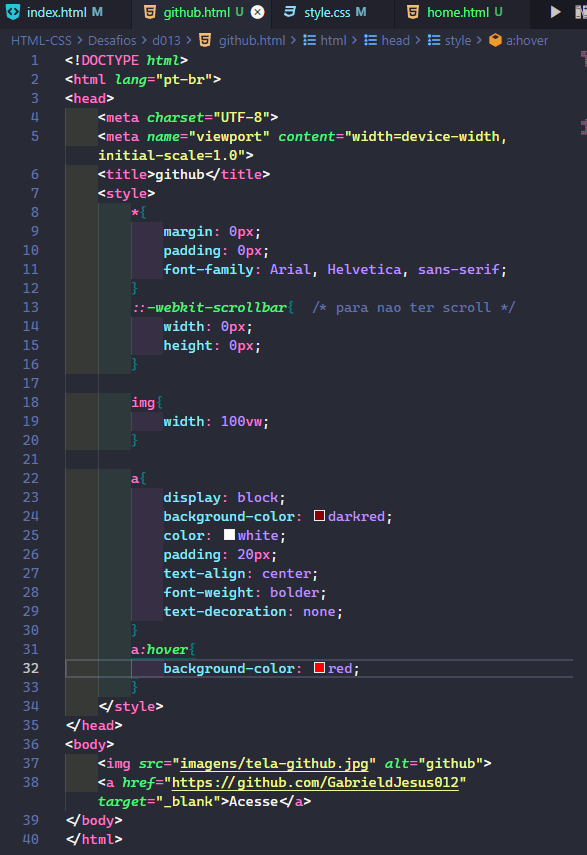 index.html M github.html U style.css M home.html U
HTML-CSS > Desafios > d013 > github.html > html > head > style > a:hover
1 <!DOCTYPE html>
2 <html lang="pt-br">
3 <head>
4 <meta charset="UTF-8">
5 <meta name="viewport" content="width=device-width,
initial-scale=1.0">
6 <title>github</title>
7 <style>
8 *{
9 margin: 0px;
10 padding: 0px;
11 font-family: Arial, Helvetica, sans-serif;
12 }
13 ::-webkit-scrollbar{ /* para nao ter scroll */
14 width: 0px;
15 height: 0px;
16 }
17
18 img{
19 width: 100vw;
20 }
21
22 a{
23 display: block;
24 background-color: darkred;
25 color: white;
26 padding: 20px;
27 text-align: center;
28 font-weight: bolder;
29 text-decoration: none;
30 }
31 a:hover{
32 background-color: red;
33 }
34 </style>
35 </head>
36 <body>
37 <img src="imagens/tela-github.jpg" alt="github">
38 <a href="https://github.com/GabrieldJesus012"
target="_blank">Acesse</a>
39 </body>
40 </html>